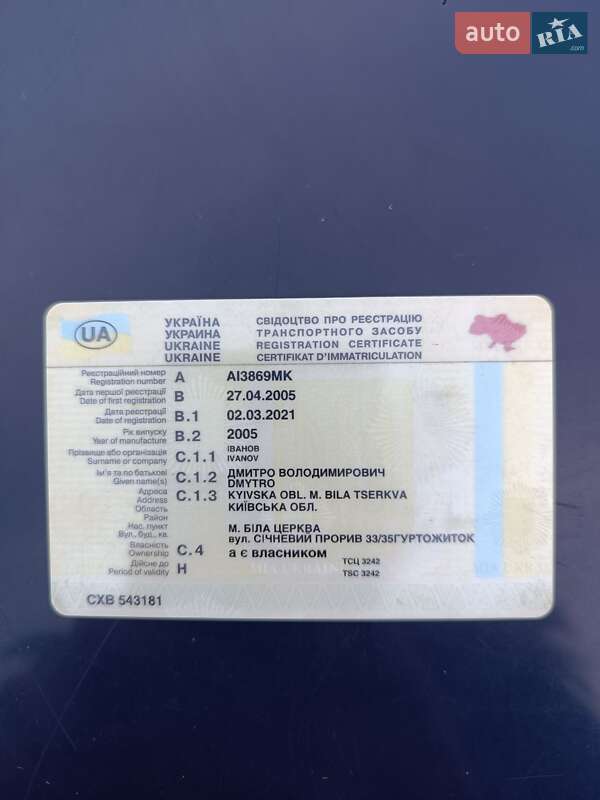 auto RIA .com
UA
УКРАЇНА СВІДОЦТВО ПРО РЕЄСТРАЦІЮ
УКРАИНА ТРАНСПОРТНОГО ЗАСОБУ
UKRAINE REGISTRATION CERTIFICATE
UKRAINE CERTIFIKAT D'IMMATRICULATION
Реєстраційний номер
Registration number A AI3869MK
Дата першої реєстрації
Date of first registration B 27.04.2005
Дата реєстрації
Date of registration B.1 02.03.2021
Рік випуску
Year of manufacture B.2 2005
Прізвище або організація ІВАНОВ
Surname or company C.1.1 IVANOV
Ім'я та по батькові ДМИТРО ВОЛОДИМИРОВИЧ
Given name(s) C.1.2 DMYTRO
Адреса
Address C.1.3 KYIVSKA OBL. M. BILA TSERKVA
Область КИЇВСЬКА ОБЛ.
Район
Нас. пункт М. БІЛА ЦЕРКВА
Вул., буд., кв. вул. СІЧНЕВИЙ ПРОРИВ 33/35ГУРТОЖИТОК
Власність
Ownership C.4 а є власником
Дійсне до ТСЦ 3242
Period of validity H TSC 3242
MIA UKRAINE
СХВ 543181